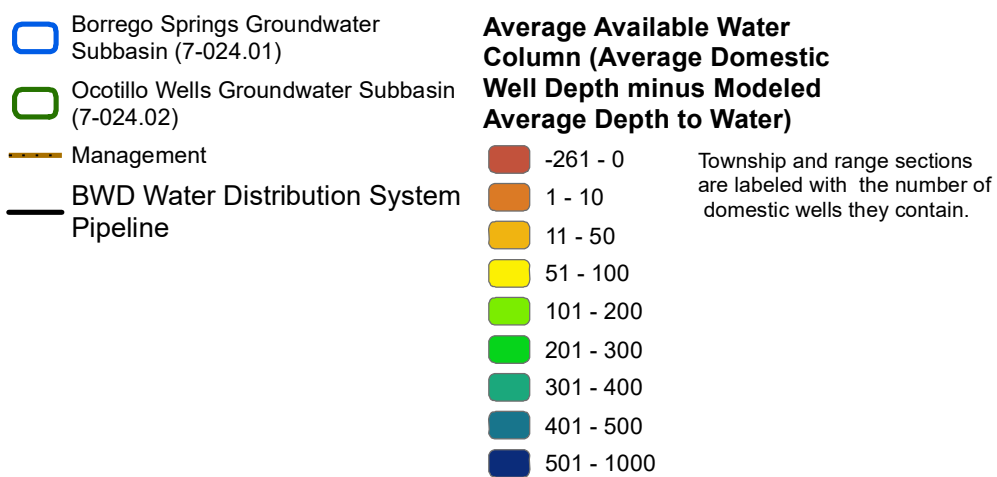 Borrego Springs Groundwater
Subbasin (7-024.01)
Ocotillo Wells Groundwater Subbasin
(7-024.02)
Management
BWD Water Distribution System
Pipeline
Average Available Water
Column (Average Domestic
Well Depth minus Modeled
Average Depth to Water)
-261 - 0
1 - 10
11 - 50
51 - 100
101 - 200
201 - 300
301 - 400
401 - 500
501 - 1000
Township and range sections
are labeled with the number of
domestic wells they contain.